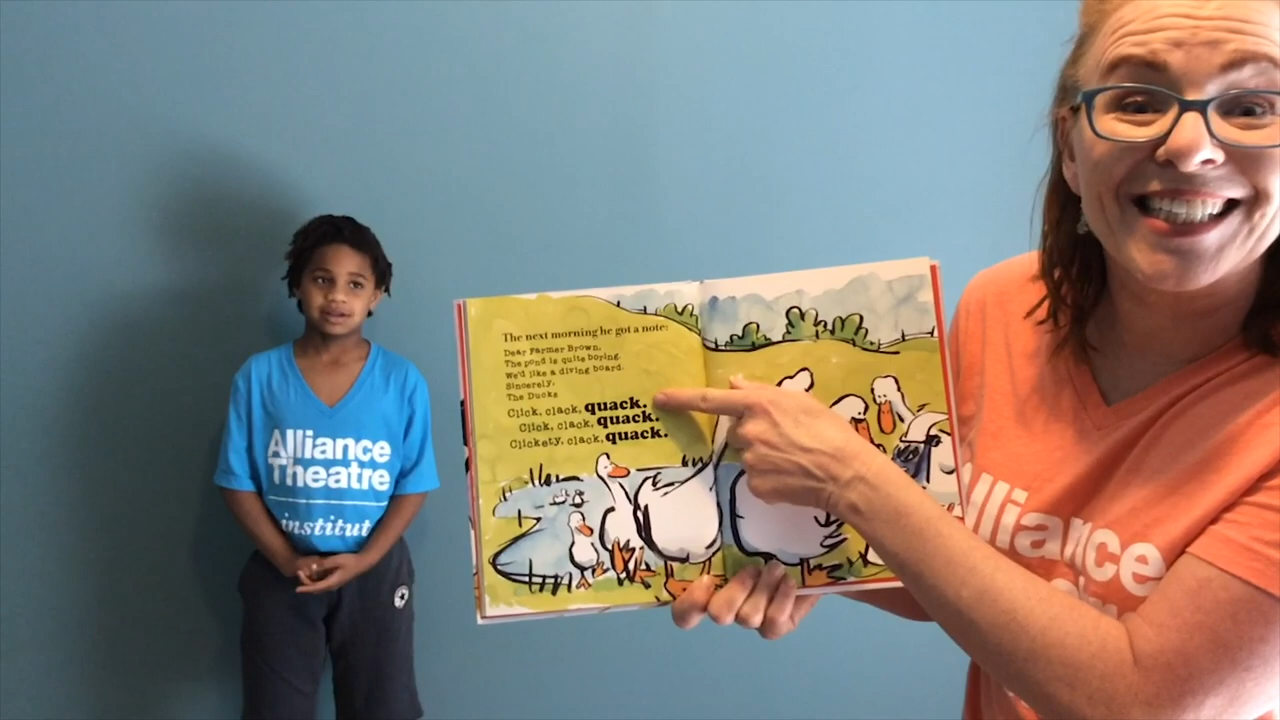 The next morning he got a note:
Dear Farmer Brown,
The pond is quite boring.
We'd like a diving board.
Sincerely,
The Ducks
Click, clack, quack.
Click, clack, quack.
Clickety, clack, quack.
Alliance
Theatre
institut
lliance